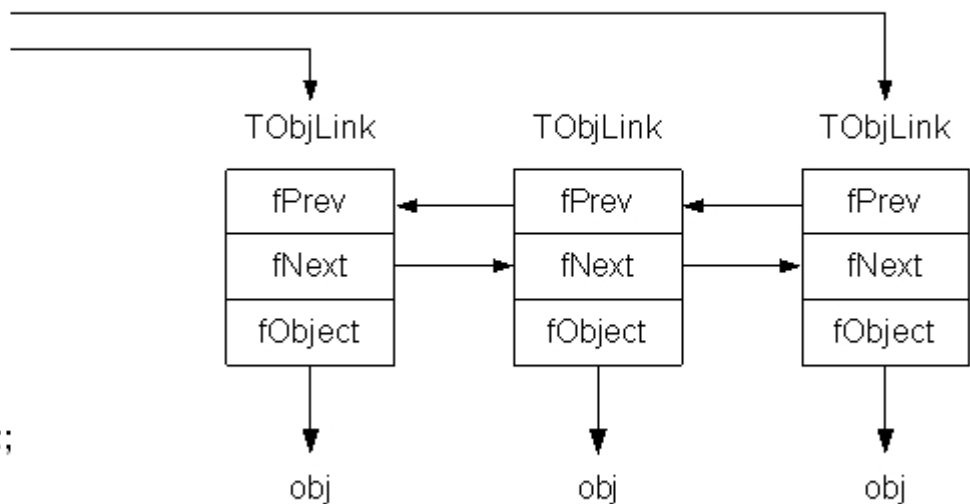 TObjLink TObjLink TObjLink
fPrev fPrev fPrev
fNext fNext fNext
fObject fObject fObject
;
obj obj obj